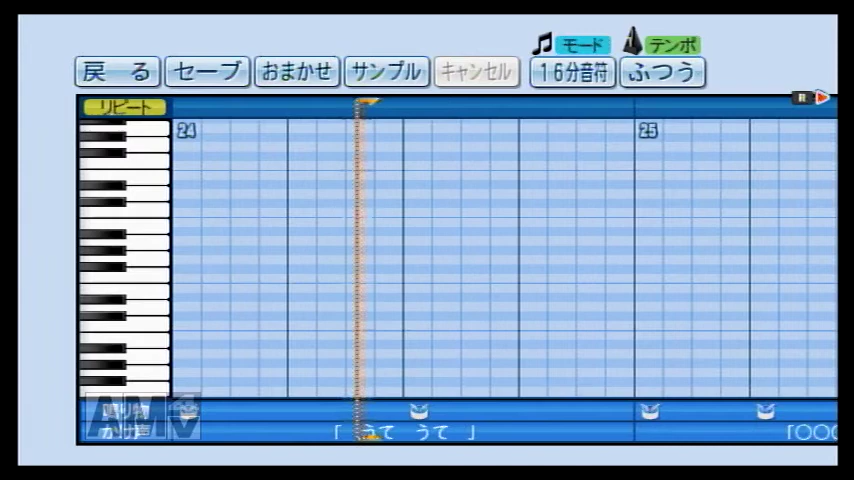 モード テンポ
戻る セーブ おまかせ サンプル キャンセル 16分音符 ふつう
リピート R
24 25
鳴り物
かけ声 「 うて うて 」 「〇〇〇
AMV